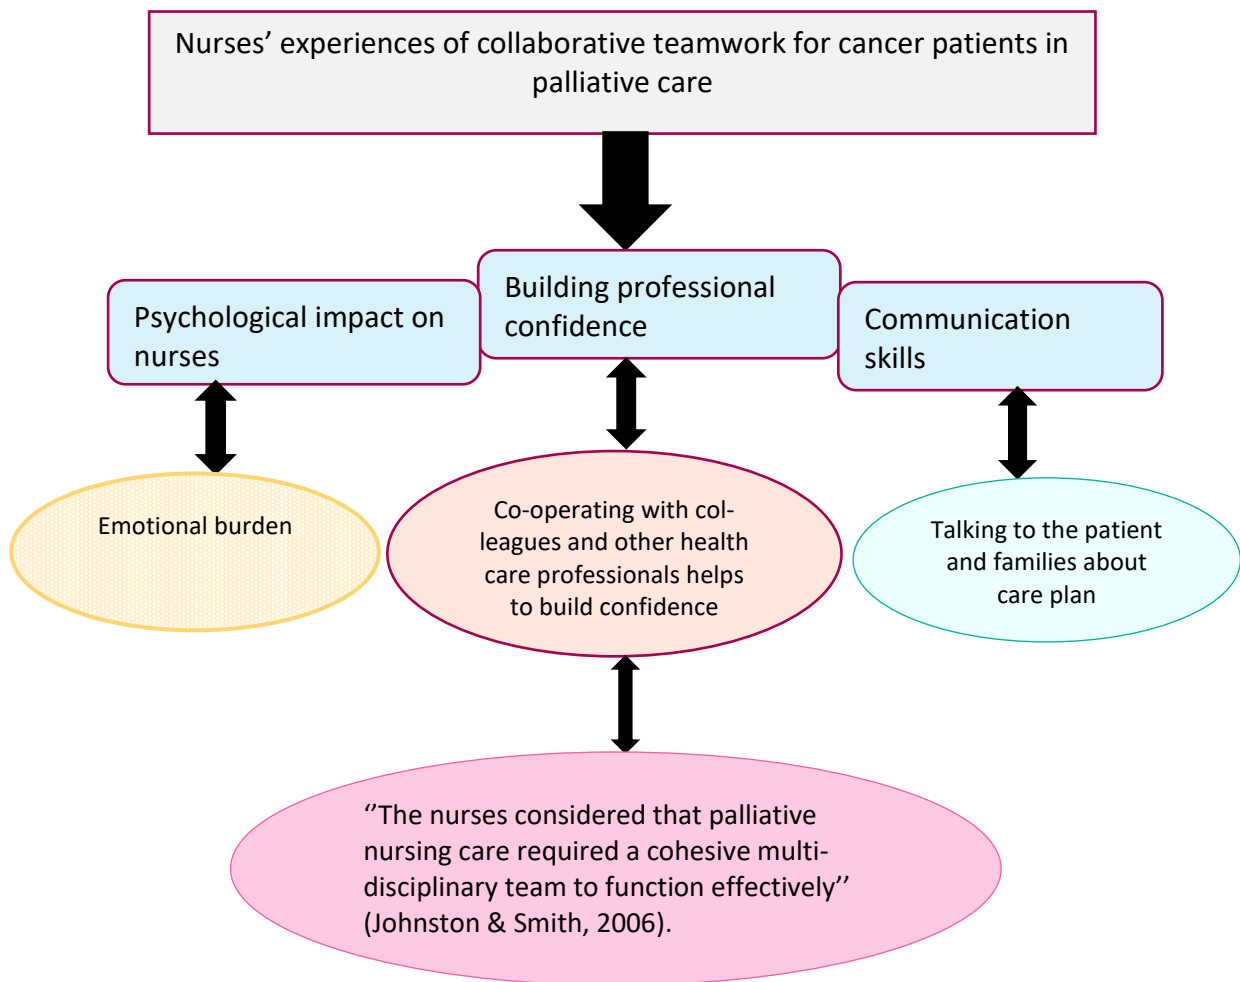 Nurses’ experiences of collaborative teamwork for cancer patients in
palliative care
Psychological impact on
nurses
Building professional
confidence
Communication
skills
Emotional burden
Co-operating with col-
leagues and other health
care professionals helps
to build confidence
Talking to the patient
and families about
care plan
’’The nurses considered that palliative
nursing care required a cohesive multi-
disciplinary team to function effectively’’
(Johnston & Smith, 2006).